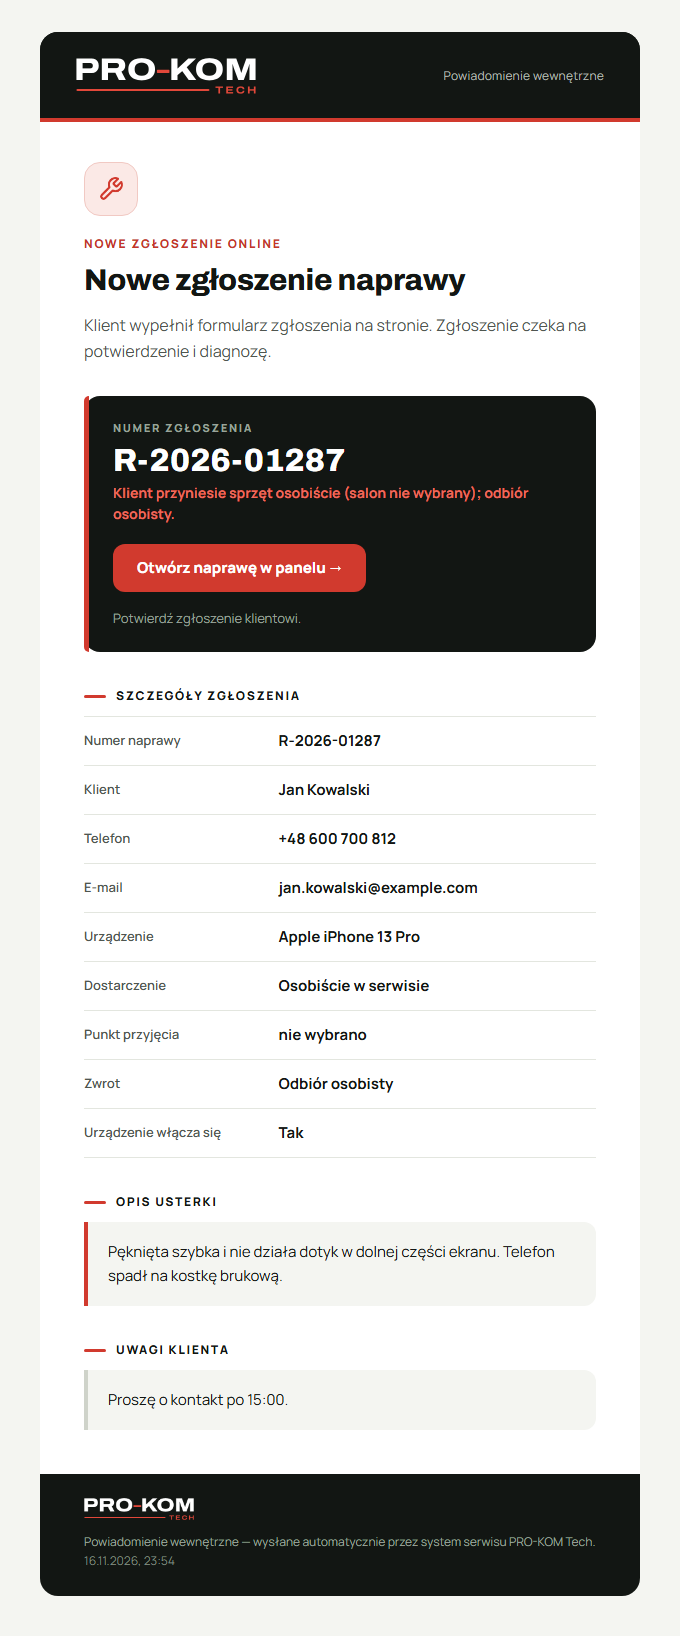 PRO-KOM
TECH
Powiadomienie wewnętrzne
NOWE ZGŁOSZENIE ONLINE
Nowe zgłoszenie naprawy
Klient wypełnił formularz zgłoszenia na stronie. Zgłoszenie czeka na
potwierdzenie i diagnozę.
NUMER ZGŁOSZENIA
R-2026-01287
Klient przyniesie sprzęt osobiście (salon nie wybrany); odbiór
osobisty.
Otwórz naprawę w panelu →
Potwierdź zgłoszenie klientowi.
SZCZEGÓŁY ZGŁOSZENIA
Numer naprawy R-2026-01287
Klient Jan Kowalski
Telefon +48 600 700 812
E-mail jan.kowalski@example.com
Urządzenie Apple iPhone 13 Pro
Dostarczenie Osobiście w serwisie
Punkt przyjęcia nie wybrano
Zwrot Odbiór osobisty
Urządzenie włącza się Tak
OPIS USTERKI
Pęknięta szybka i nie działa dotyk w dolnej części ekranu. Telefon
spadł na kostkę brukową.
UWAGI KLIENTA
Proszę o kontakt po 15:00.
PRO-KOM
TECH
Powiadomienie wewnętrzne — wysłane automatycznie przez system serwisu PRO-KOM Tech.
16.11.2026, 23:54